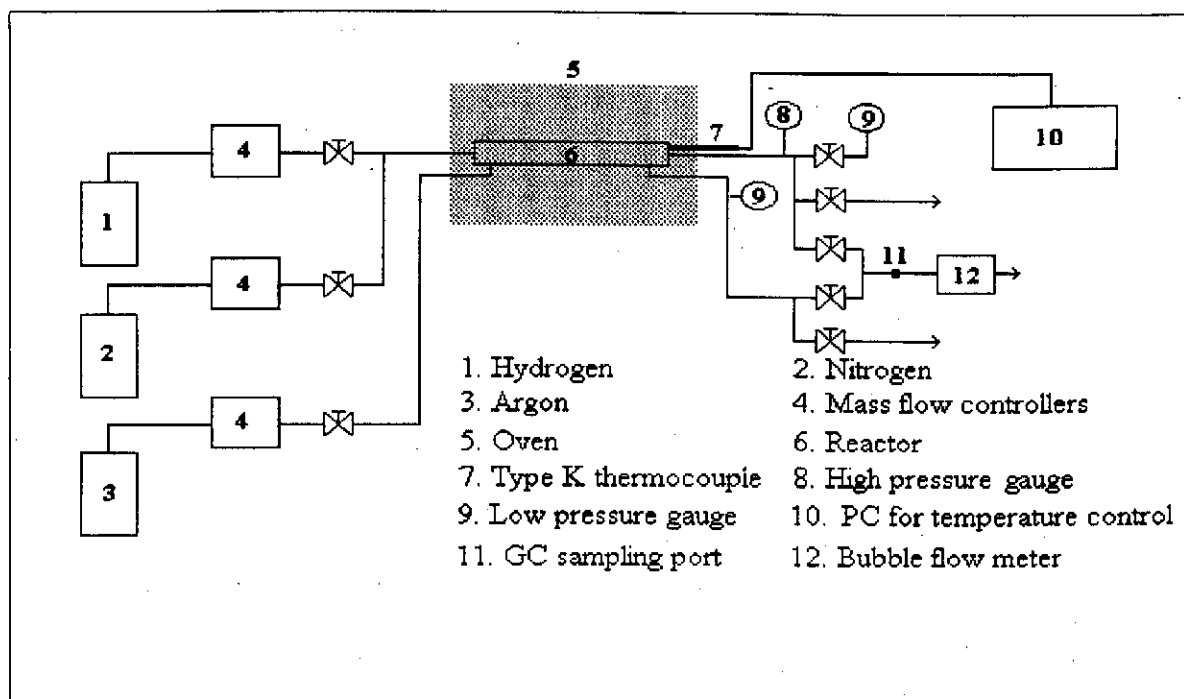 5
8
9
7
10
4
6
1
9
11
4
12
2
1. Hydrogen 2. Nitrogen
3. Argon 4. Mass flow controllers
4
5. Oven 6. Reactor
7. Type K thermocouple 8. High pressure gauge
3
9. Low pressure gauge 10. PC for temperature control
11. GC sampling port 12. Bubble flow meter